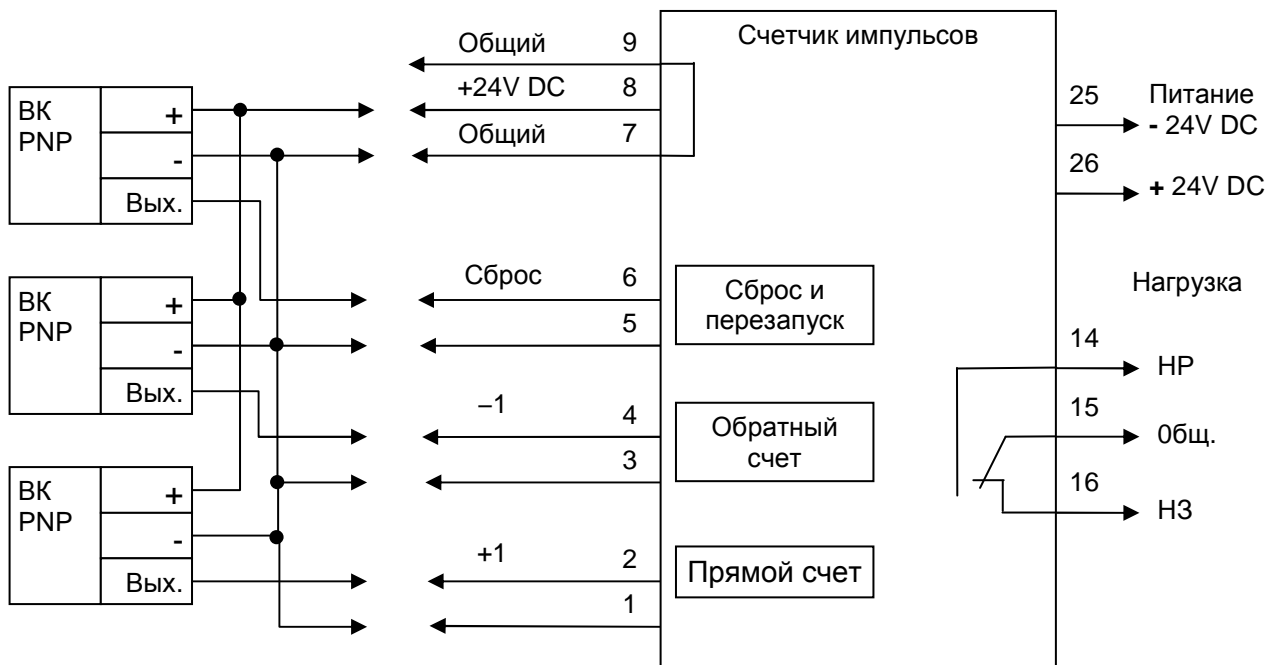 Счетчик импульсов
Общий 9
+24V DC 8
Общий 7
ВК
PNP
+
-
Вых.
25 Питание
- 24V DC
26
+ 24V DC
Сброс 6
5
Сброс и
перезапуск
ВК
PNP
+
-
Вых.
Нагрузка
14
НР
15
0бщ.
16
НЗ
–1 4
3
Обратный
счет
ВК
PNP
+
-
Вых.
+1 2
1
Прямой счет